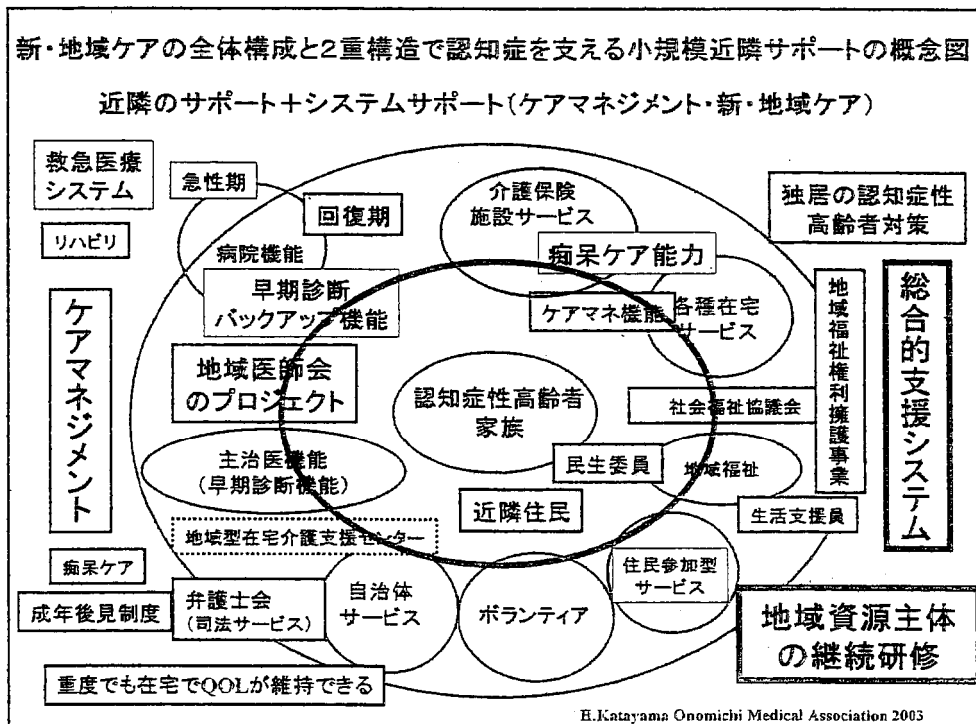 新・地域ケアの全体構成と2重構造で認知症を支える小規模近隣サポートの概念図
近隣のサポート+システムサポート(ケアマネジメント・新・地域ケア)
救急医療
システム
急性期
回復期
リハビリ
病院機能
早期診断
バックアップ機能
介護保険
施設サービス
痴呆ケア能力
ケアマネ機能
各種在宅
サービス
独居の認知症性
高齢者対策
ケアマネジメント
地域医師会
のプロジェクト
認知症性高齢者
家族
社会福祉協議会
地域福祉権利擁護事業
総合的支援システム
主治医機能
(早期診断機能)
民生委員
地域福祉
近隣住民
生活支援員
地域型在宅介護支援センター
痴呆ケア
成年後見制度
弁護士会
(司法サービス)
自治体
サービス
ボランティア
住民参加型
サービス
地域資源主体
の継続研修
重度でも在宅でQOLが維持できる
H.Katayama Onomichi Medical Association 2003